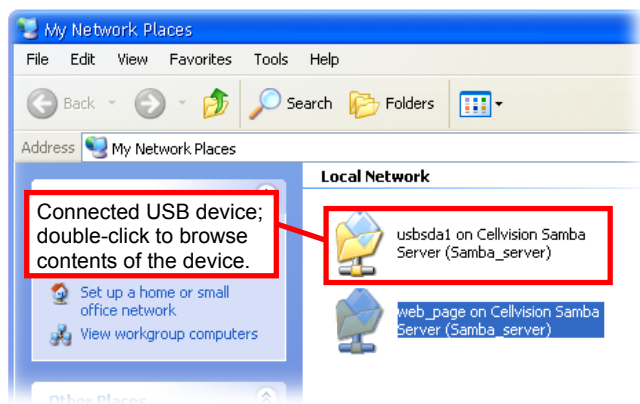 My Network Places
File Edit View Favorites Tools Help
Back Search Folders
Address My Network Places
Local Network
Connected USB device;
double-click to browse
contents of the device.
usbsda1 on Cellvision Samba
Server (Samba_server)
Set up a home or small
office network
View workgroup computers
web_page on Cellvision Samba
Server (Samba_server)
Other Places